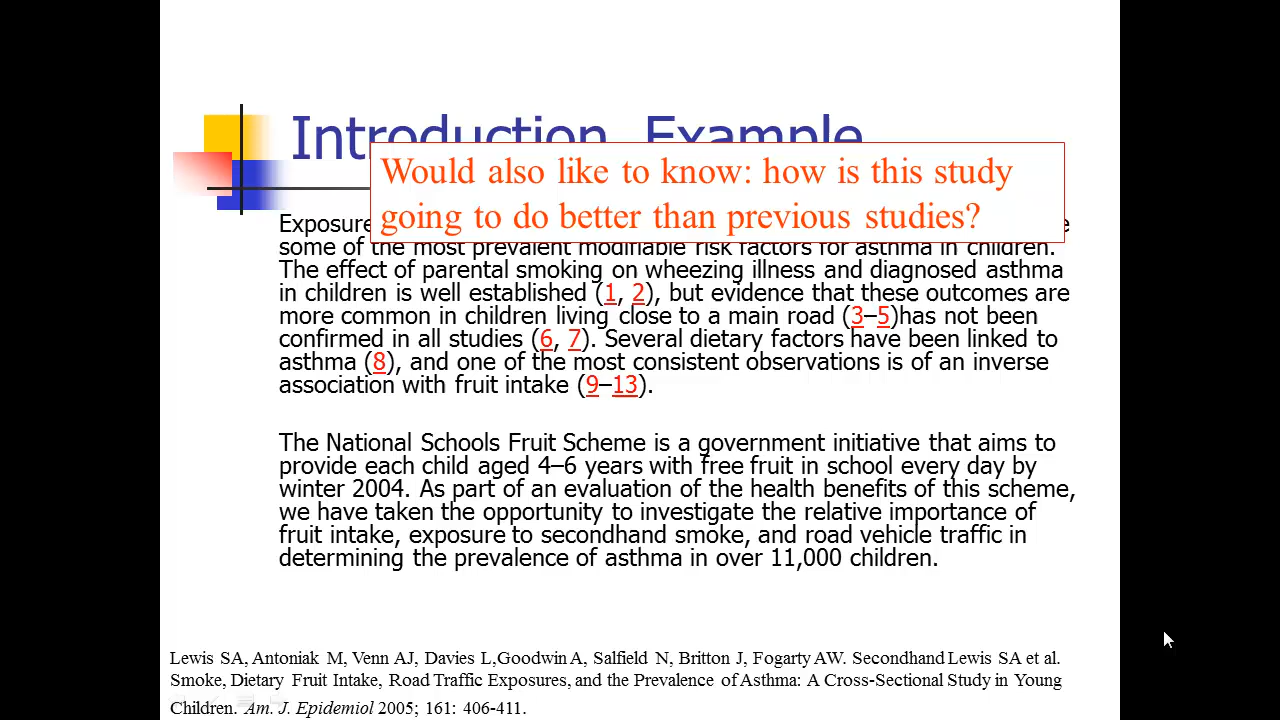 Introduction Example
Would also like to know: how is this study
going to do better than previous studies?
Exposure
some of the most prevalent modifiable risk factors for asthma in children.
The effect of parental smoking on wheezing illness and diagnosed asthma
in children is well established (1, 2), but evidence that these outcomes are
more common in children living close to a main road (3–5)has not been
confirmed in all studies (6, 7). Several dietary factors have been linked to
asthma (8), and one of the most consistent observations is of an inverse
association with fruit intake (9–13).
The National Schools Fruit Scheme is a government initiative that aims to
provide each child aged 4–6 years with free fruit in school every day by
winter 2004. As part of an evaluation of the health benefits of this scheme,
we have taken the opportunity to investigate the relative importance of
fruit intake, exposure to secondhand smoke, and road vehicle traffic in
determining the prevalence of asthma in over 11,000 children.
Lewis SA, Antoniak M, Venn AJ, Davies L,Goodwin A, Salfield N, Britton J, Fogarty AW. Secondhand Lewis SA et al.
Smoke, Dietary Fruit Intake, Road Traffic Exposures, and the Prevalence of Asthma: A Cross-Sectional Study in Young
Children. Am. J. Epidemiol 2005; 161: 406-411.